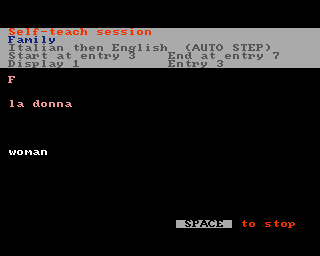 Self-teach session
Family
Italian then English (AUTO STEP)
Start at entry 3 End at entry 7
Display 1 Entry 3
F
la donna
woman
SPACE to stop